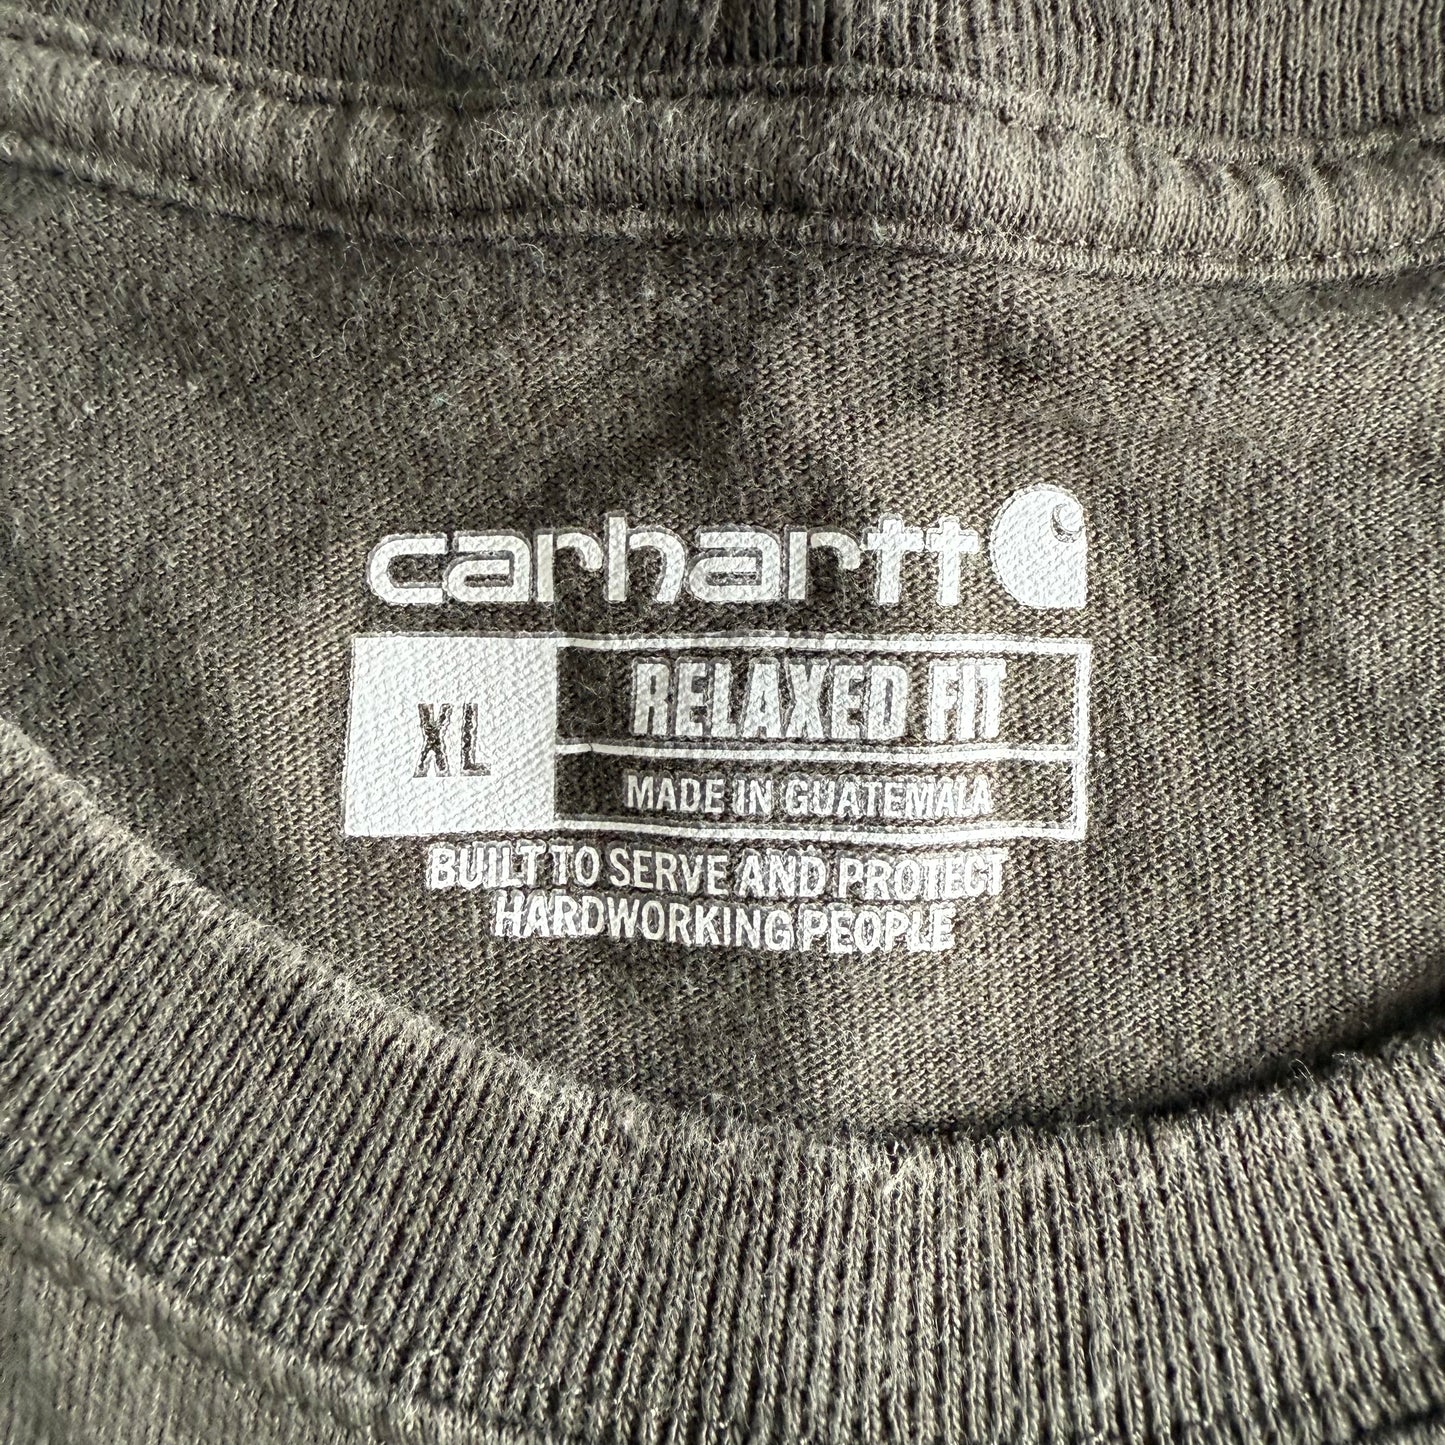 carhartt
XL
RELAXED FIT
MADE IN GUATEMALA
BUILT TO SERVE AND PROTECT
HARDWORKING PEOPLE